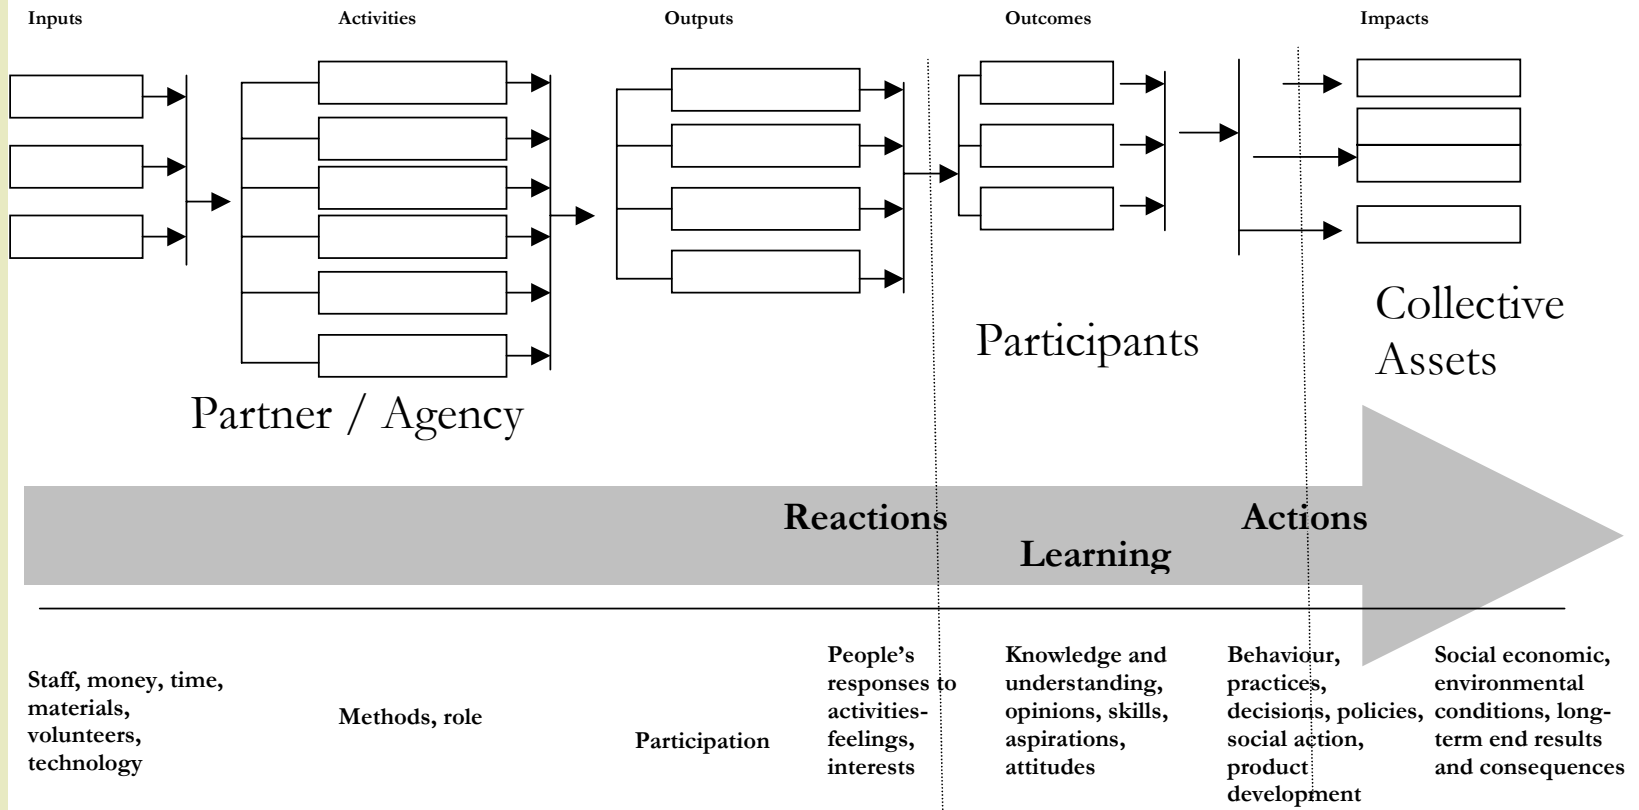 Inputs
Activities
Outputs
Outcomes
Impacts
Collective
Assets
Participants
Partner / Agency
Reactions
Actions
Learning
Staff, money, time,
materials,
volunteers,
technology
Methods, role
Participation
People’s
responses to
activities-
feelings,
interests
Knowledge and
understanding,
opinions, skills,
aspirations,
attitudes
Behaviour,
practices,
decisions, policies,
social action,
product
development
Social economic,
environmental
conditions, long-
term end results
and consequences